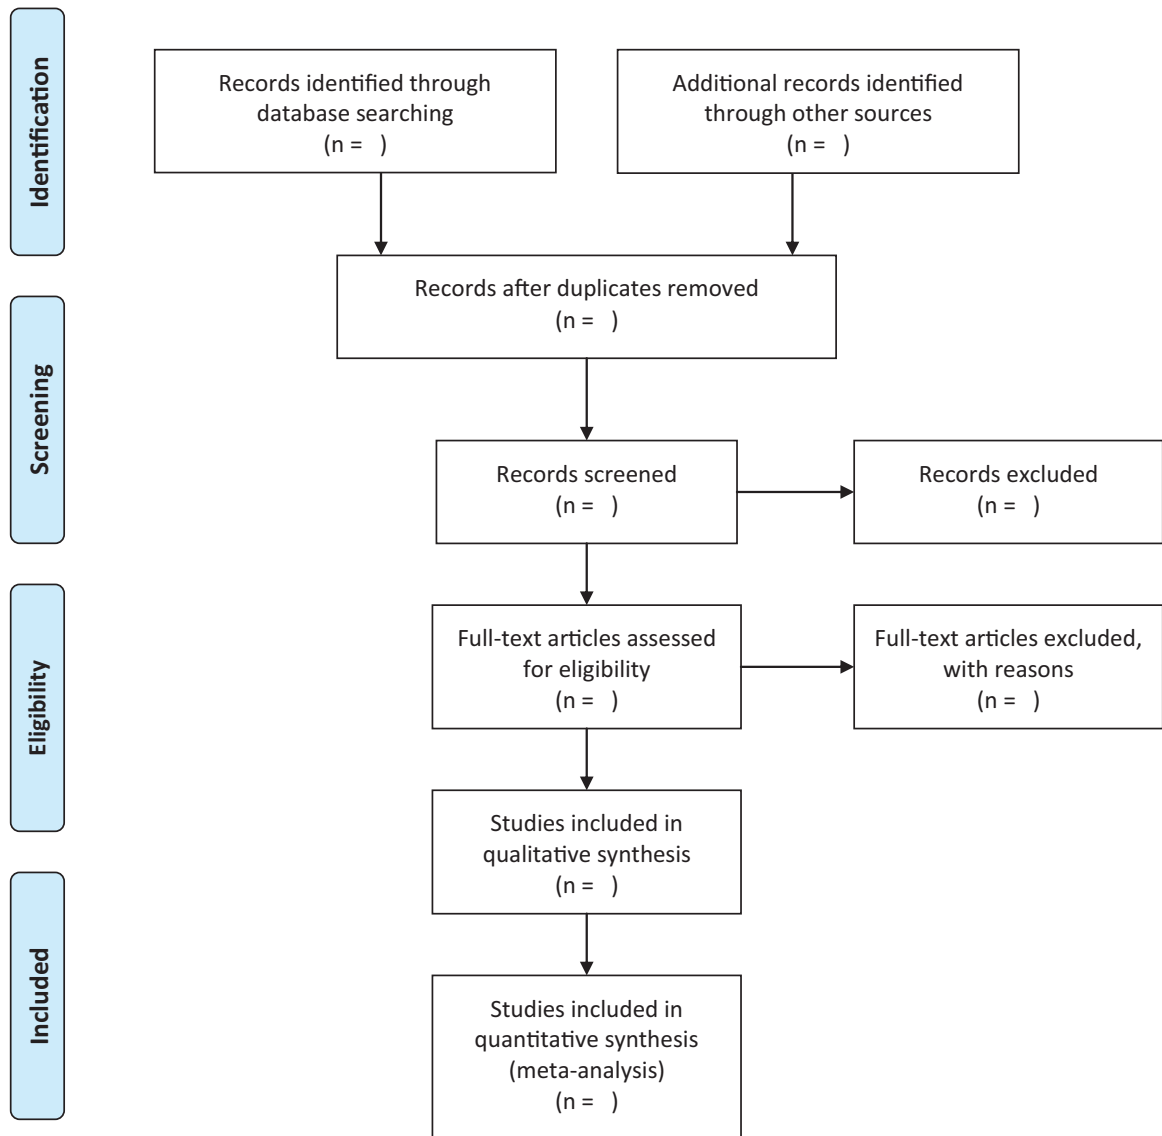 Identification
Records identified through
database searching
(n =   )
Additional records identified
through other sources
(n =   )
Records after duplicates removed
(n =   )
Screening
Records screened
(n =   )
Records excluded
(n =   )
Eligibility
Full-text articles assessed
for eligibility
(n =   )
Full-text articles excluded,
with reasons
(n =   )
Studies included in
qualitative synthesis
(n =   )
Included
Studies included in
quantitative synthesis
(meta-analysis)
(n =   )